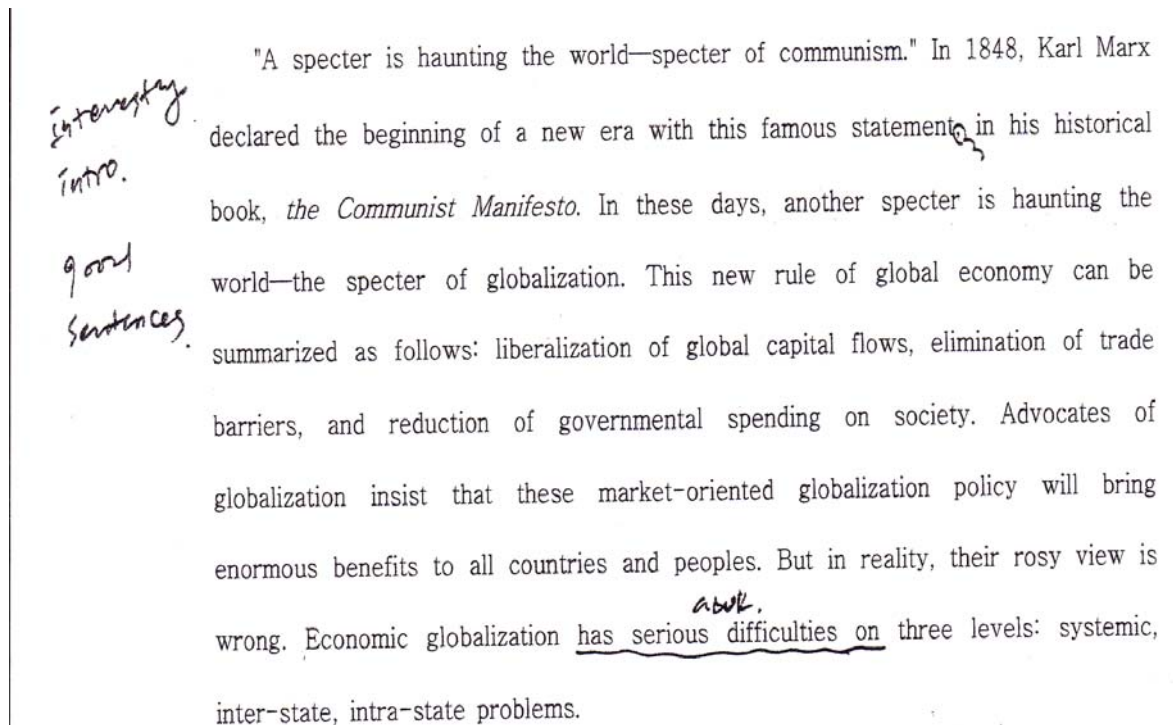 "A specter is haunting the world—specter of communism." In 1848, Karl Marx
interesting
declared the beginning of a new era with this famous statement in his historical
intro.
book, the Communist Manifesto. In these days, another specter is haunting the
good
world—the specter of globalization. This new rule of global economy can be
sentences.
summarized as follows: liberalization of global capital flows, elimination of trade
barriers, and reduction of governmental spending on society. Advocates of
globalization insist that these market-oriented globalization policy will bring
enormous benefits to all countries and peoples. But in reality, their rosy view is
awk.
wrong. Economic globalization has serious difficulties on three levels: systemic,
inter-state, intra-state problems.